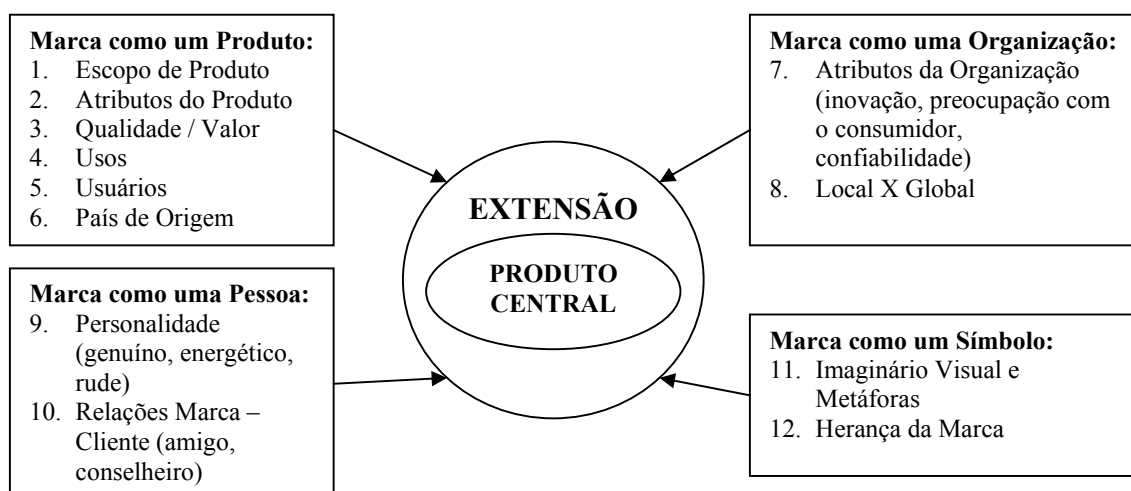 Marca como um Produto:
1. Escopo de Produto
2. Atributos do Produto
3. Qualidade / Valor
4. Usos
5. Usuários
6. País de Origem
Marca como uma Organização:
7. Atributos da Organização
(inovação, preocupação com
o consumidor,
confiabilidade)
8. Local X Global
EXTENSÃO
PRODUTO
CENTRAL
Marca como uma Pessoa:
9. Personalidade
(genuíno, energético,
rude)
10. Relações Marca –
Cliente (amigo,
conselheiro)
Marca como um Símbolo:
11. Imaginário Visual e
Metáforas
12. Herança da Marca